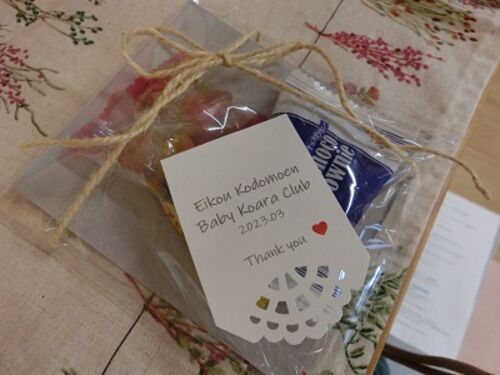 Eikou Kodomoen
Baby Koara Club
2023.03
Thank you